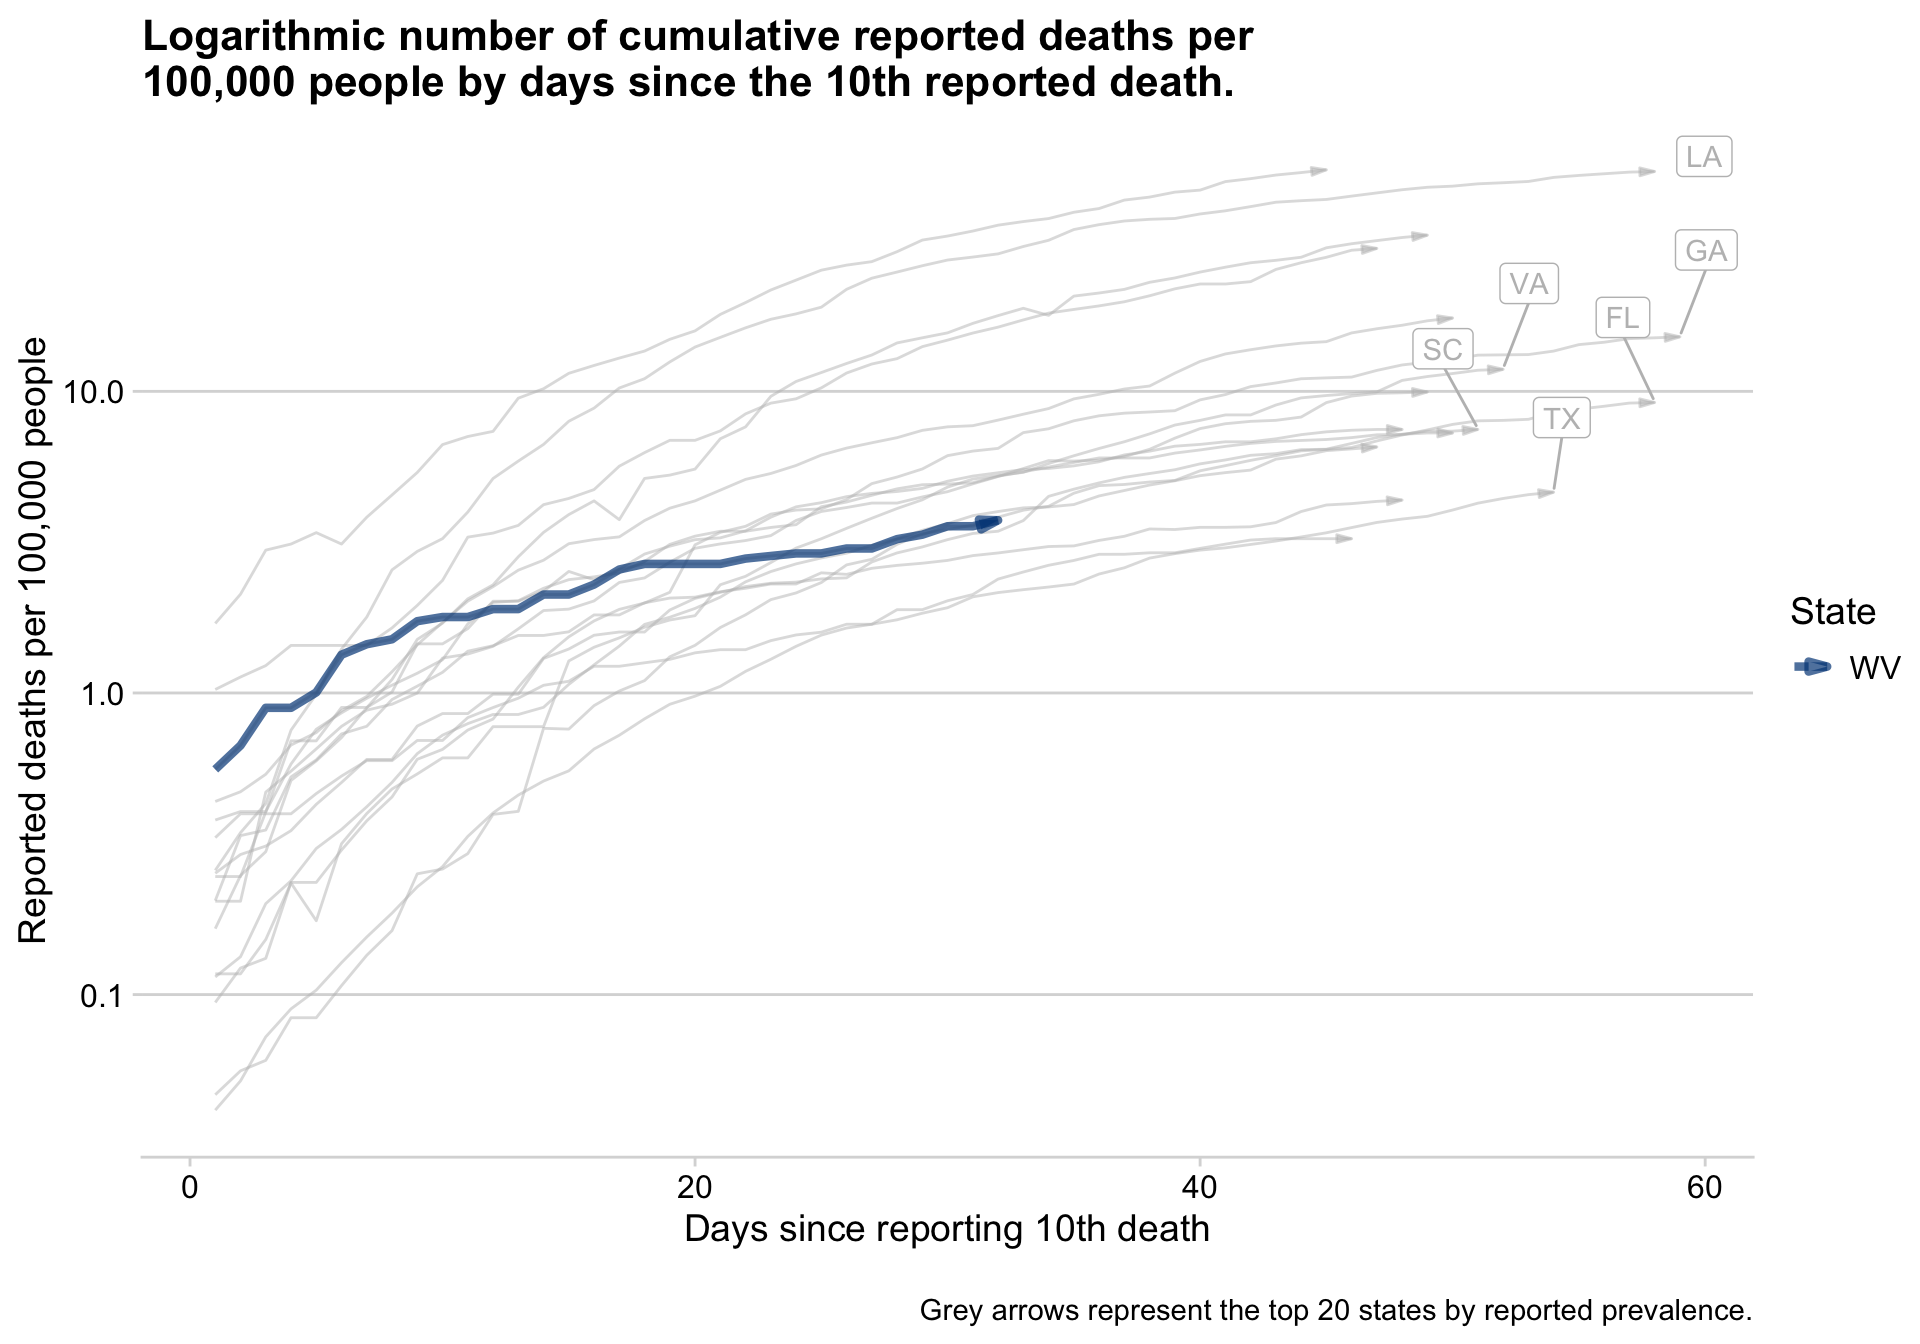 Logarithmic number of cumulative reported deaths per
100,000 people by days since the 10th reported death.
Reported deaths per 100,000 people
10.0
1.0
0.1
LA
GA
VA
FL
SC
TX
State
WV
0
20
40
60
Days since reporting 10th death
Grey arrows represent the top 20 states by reported prevalence.